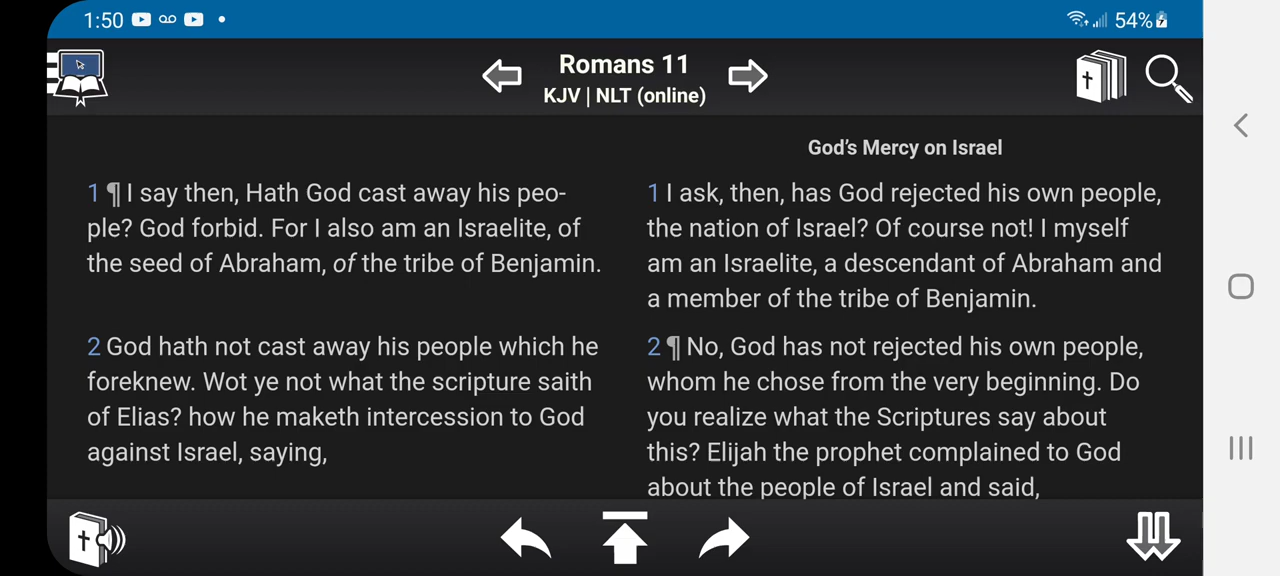 1:50
54%
Romans 11
KJV | NLT (online)
God's Mercy on Israel
1 ¶ I say then, Hath God cast away his peo-
ple? God forbid. For I also am an Israelite, of
the seed of Abraham, of the tribe of Benjamin.
2 God hath not cast away his people which he
foreknew. Wot ye not what the scripture saith
of Elias? how he maketh intercession to God
against Israel, saying,
1 I ask, then, has God rejected his own people,
the nation of Israel? Of course not! I myself
am an Israelite, a descendant of Abraham and
a member of the tribe of Benjamin.
2 ¶ No, God has not rejected his own people,
whom he chose from the very beginning. Do
you realize what the Scriptures say about
this? Elijah the prophet complained to God
about the people of Israel and said,